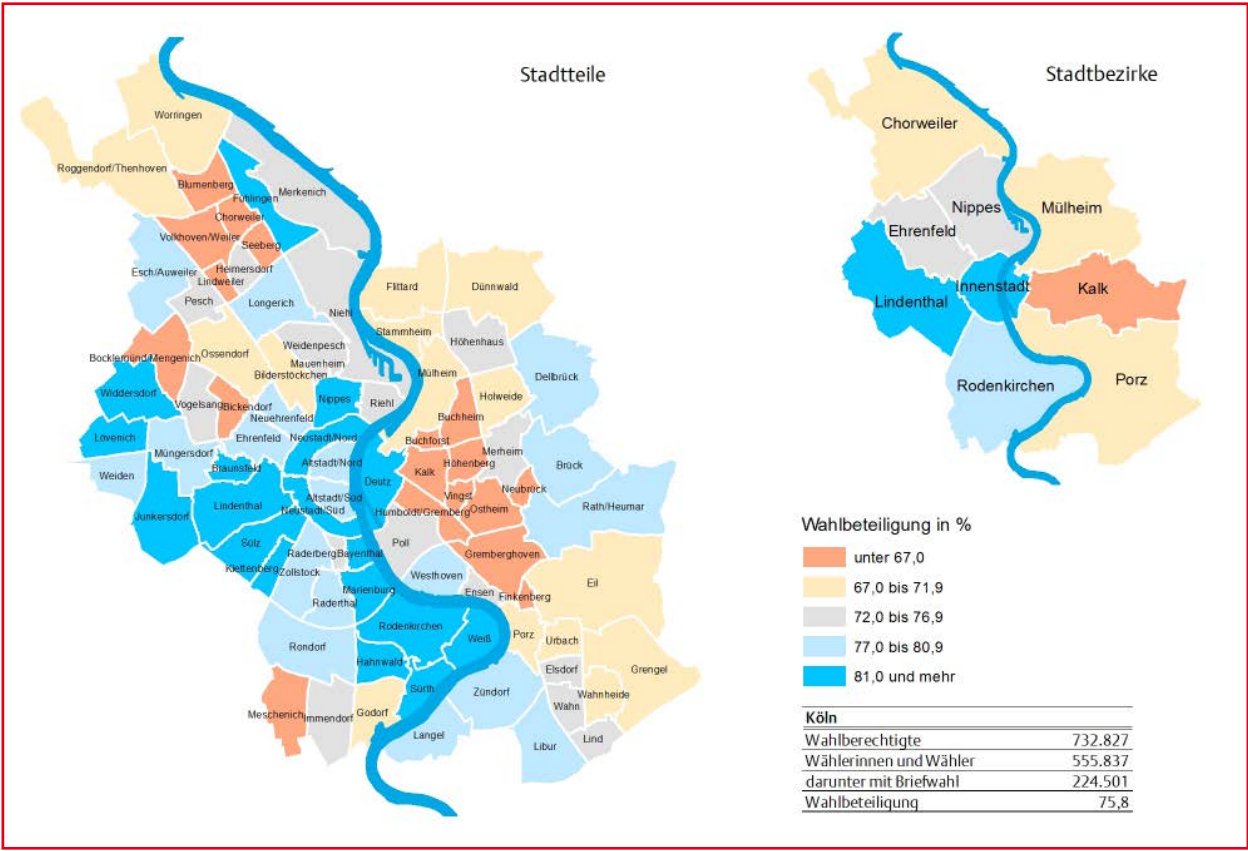 Stadtteile
Worringen
Roggendorf/Thenhoven
Blumenberg
Fühlingen
Merkenich
Chorweiler
Volkhoven/Weiler
Seeberg
Heimersdorf
Esch/Auweiler
Lindweiler
Pesch
Longerich
Niehl
Flittard
Dünnwald
Stammheim
Höhenhaus
Weidenpesch
Ossendorf
Mauenheim
Bocklemünd/Mengenich
Bilderstöckchen
Mülheim
Dellbrück
Widdersdorf
Vogelsang
Bickendorf
Nippes
Riehl
Holweide
Neuehrenfeld
Buchheim
Ehrenfeld
Neustadt/Nord
Buchforst
Lövenich
Müngersdorf
Merheim
Altstadt/Nord
Höhenberg
Brück
Weiden
Braunsfeld
Kalk
Deutz
Neubrück
Vingst
Altstadt/Süd
Lindenthal
Neustadt/Süd
Humboldt/Gremberg
Ostheim
Rath/Heumar
Junkersdorf
Sülz
Poll
Raderberg
Bayenthal
Gremberghoven
Klettenberg
Zollstock
Westhoven
Eil
Marienburg
Raderthal
Ensen
Finkenberg
Rodenkirchen
Weiß
Porz
Urbach
Rondorf
Hahnwald
Elsdorf
Grengel
Sürth
Zündorf
Wahnheide
Wahn
Meschenich
Immendorf
Godorf
Langel
Libur
Lind
Stadtbezirke
Chorweiler
Nippes
Mülheim
Ehrenfeld
Innenstadt
Kalk
Lindenthal
Rodenkirchen
Porz
Wahlbeteiligung in %
unter 67,0
67,0 bis 71,9
72,0 bis 76,9
77,0 bis 80,9
81,0 und mehr
Köln
Wahlberechtigte 732.827
Wählerinnen und Wähler 555.837
darunter mit Briefwahl 224.501
Wahlbeteiligung 75,8